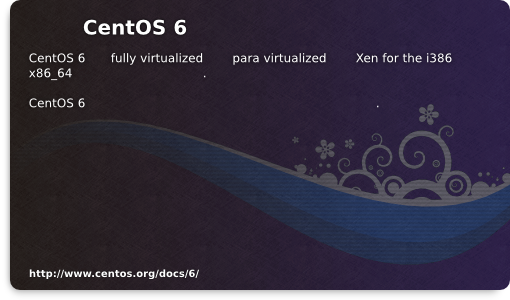 CentOS 6
CentOS 6 fully virtualized para virtualized Xen for the i386
x86_64 .
CentOS 6 .
http://www.centos.org/docs/6/